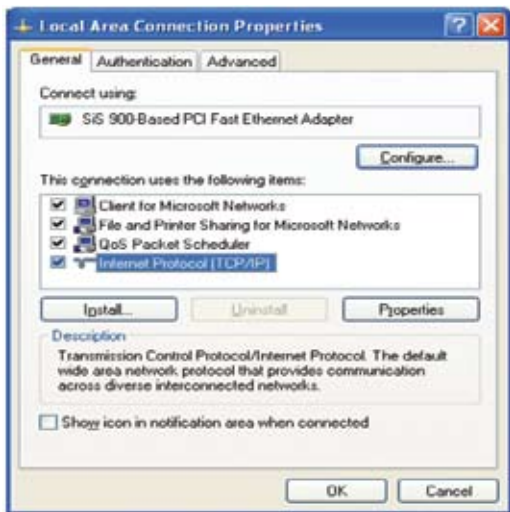 Local Area Connection Properties
General Authentication Advanced
Connect using:
SiS 900-Based PCI Fast Ethernet Adapter
Configure...
This connection uses the following items:
Client for Microsoft Networks
File and Printer Sharing for Microsoft Networks
QoS Packet Scheduler
Internet Protocol (TCP/IP)
Install... Uninstall Properties
Description
Transmission Control Protocol/Internet Protocol. The default
wide area network protocol that provides communication
across diverse interconnected networks.
Show icon in notification area when connected
OK Cancel